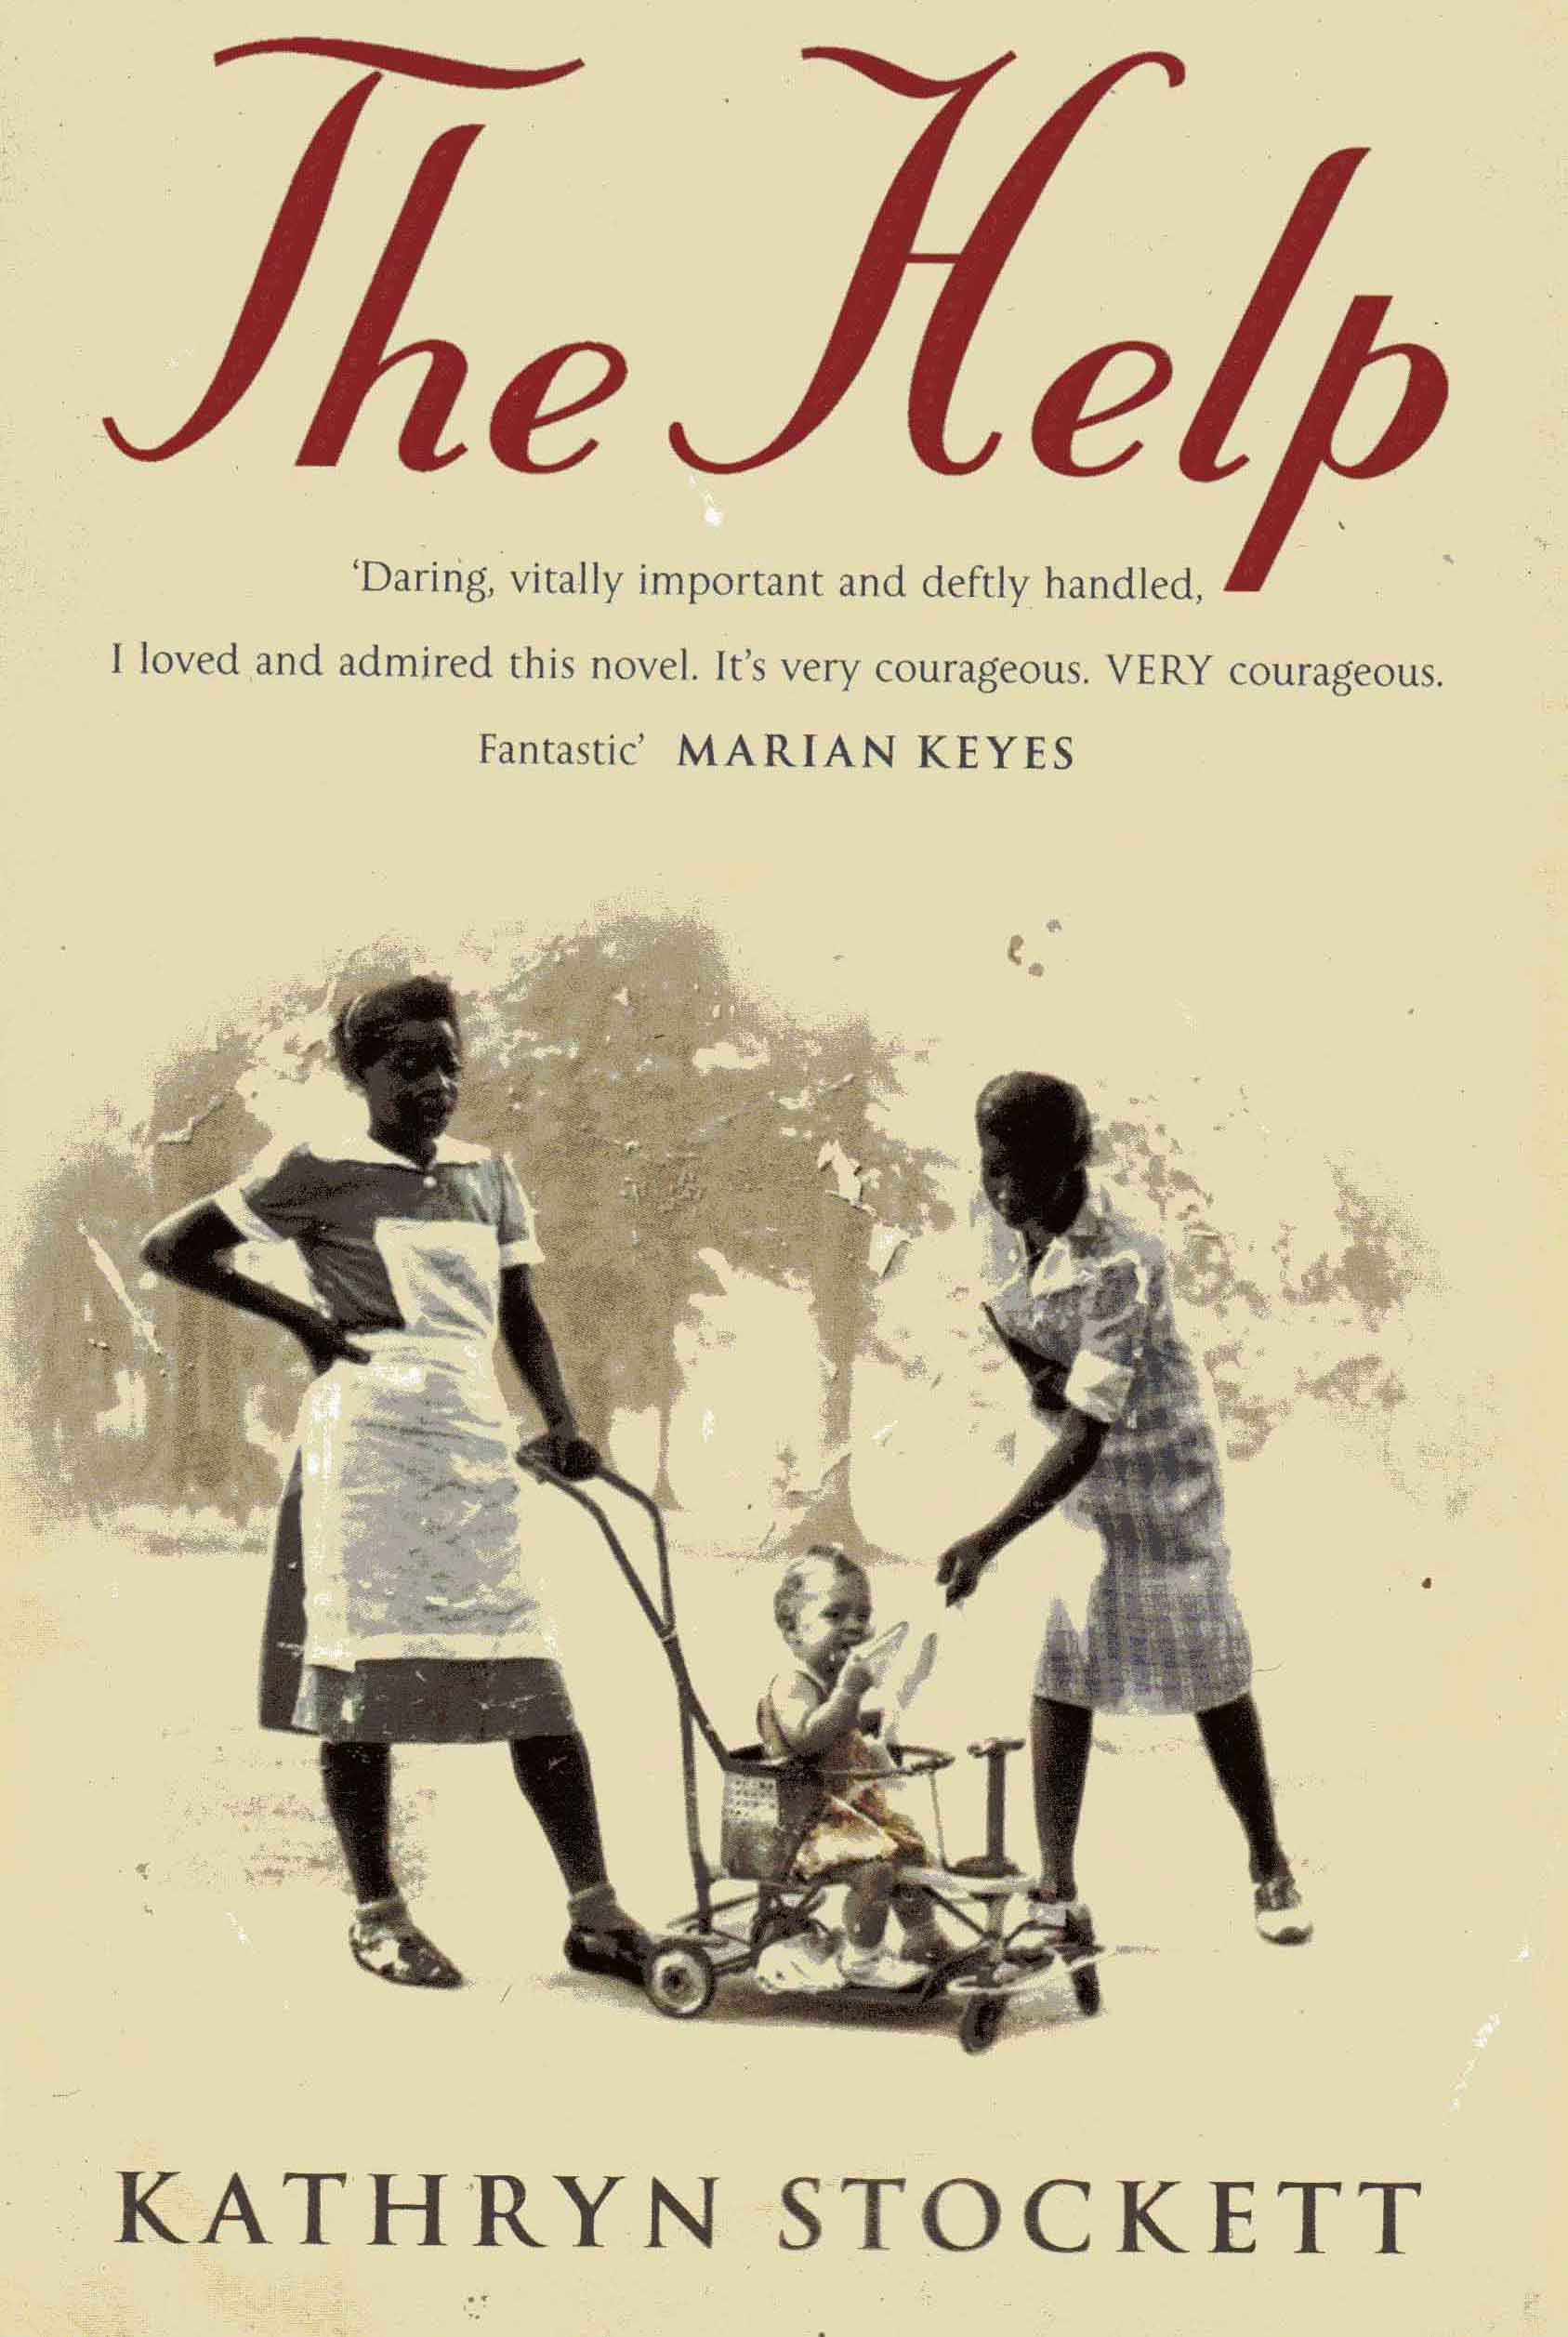 The Help
‘Daring, vitally important and deftly handled,
I loved and admired this novel. It’s very courageous. VERY courageous.
Fantastic’ MARIAN KEYES
KATHRYN STOCKETT